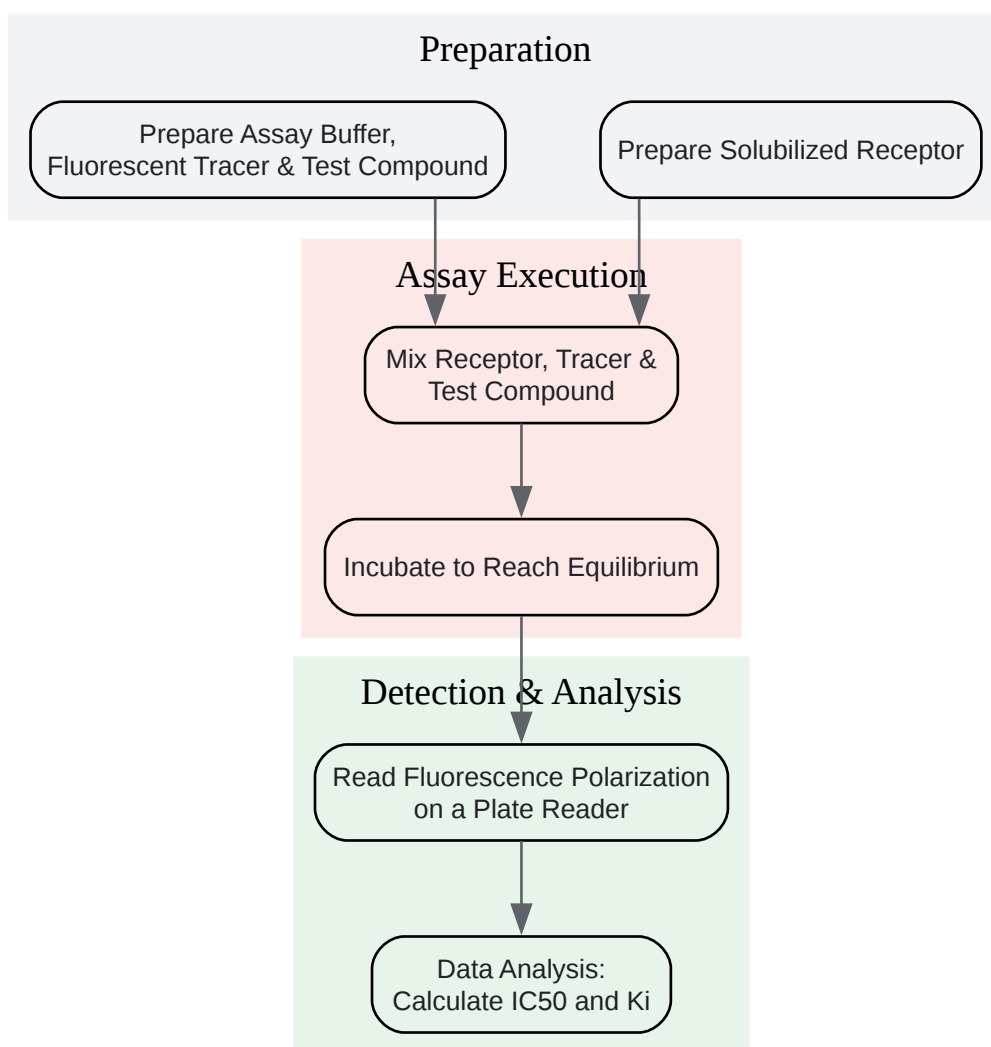 Preparation
Prepare Assay Buffer,
Fluorescent Tracer & Test Compound
Prepare Solubilized Receptor
Assay Execution
Mix Receptor, Tracer &
Test Compound
Incubate to Reach Equilibrium
Detection & Analysis
Read Fluorescence Polarization
on a Plate Reader
Data Analysis:
Calculate IC50 and Ki